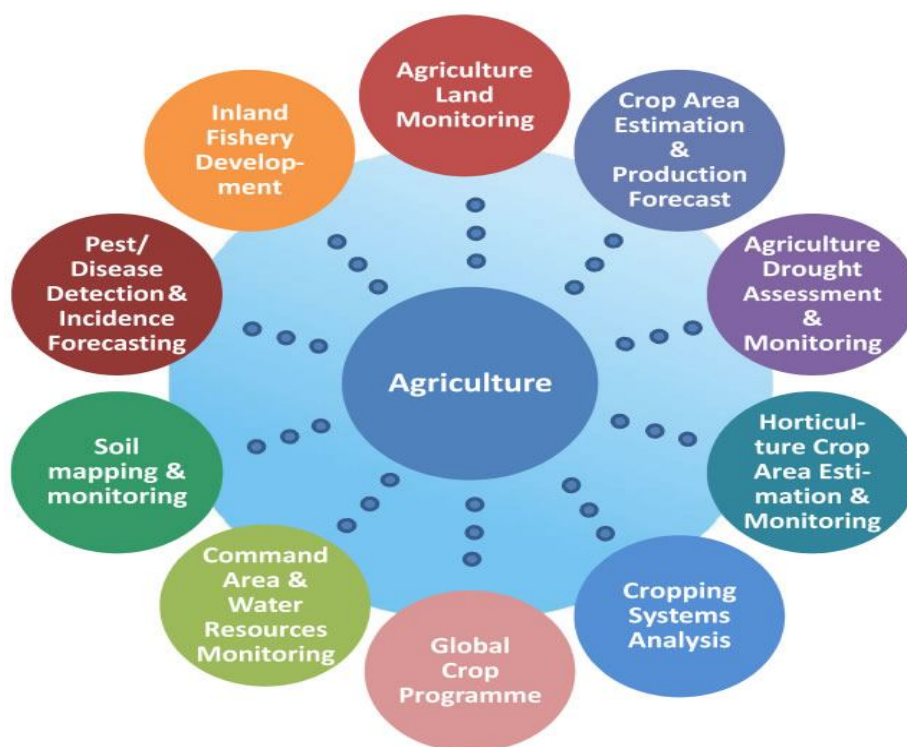 Agriculture
Land
Monitoring
Crop Area
Estimation
&
Production
Forecast
Agriculture
Drought
Assessment
&
Monitoring
Horticul-
ture Crop
Area Esti-
mation &
Monitoring
Cropping
Systems
Analysis
Global
Crop
Programme
Command
Area &
Water
Resources
Monitoring
Soil
mapping &
monitoring
Pest/
Disease
Detection &
Incidence
Forecasting
Inland
Fishery
Develop-
ment
Agriculture